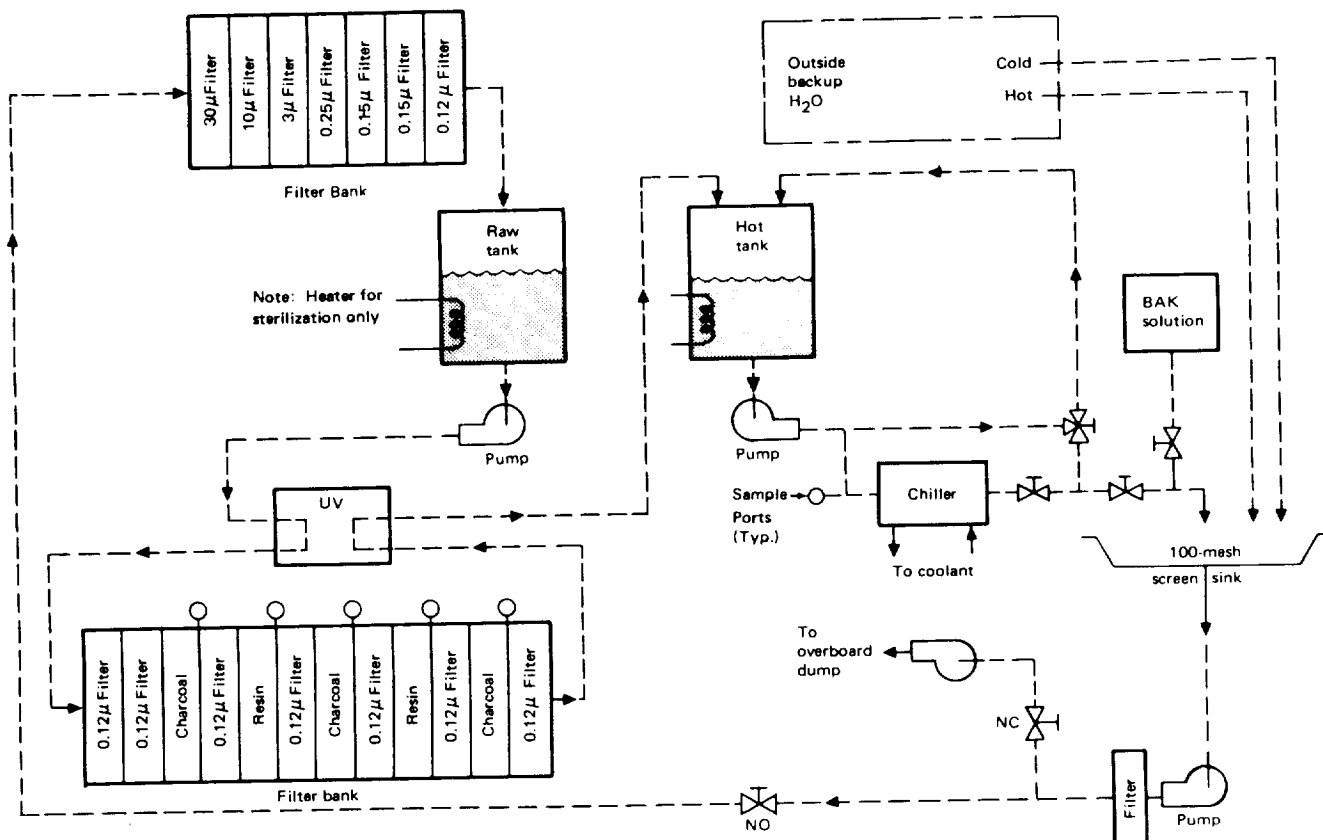 30μ Filter
10μ Filter
3μ Filter
0.25μ Filter
0.15μ Filter
0.15μ Filter
0.12 μ Filter
Filter Bank
Outside
backup
H2O
Cold
Hot
Raw
tank
Note: Heater for
sterilization only
Pump
Hot
tank
Pump
BAK
solution
UV
Sample
Ports
(Typ.)
Chiller
To coolant
100-mesh
screen sink
0.12μ Filter
0.12μ Filter
Charcoal
0.12μ Filter
Resin
0.12μ Filter
Charcoal
0.12μ Filter
Resin
0.12μ Filter
Charcoal
0.12μ Filter
Filter bank
To
overboard
dump
NC
NO
Filter
Pump